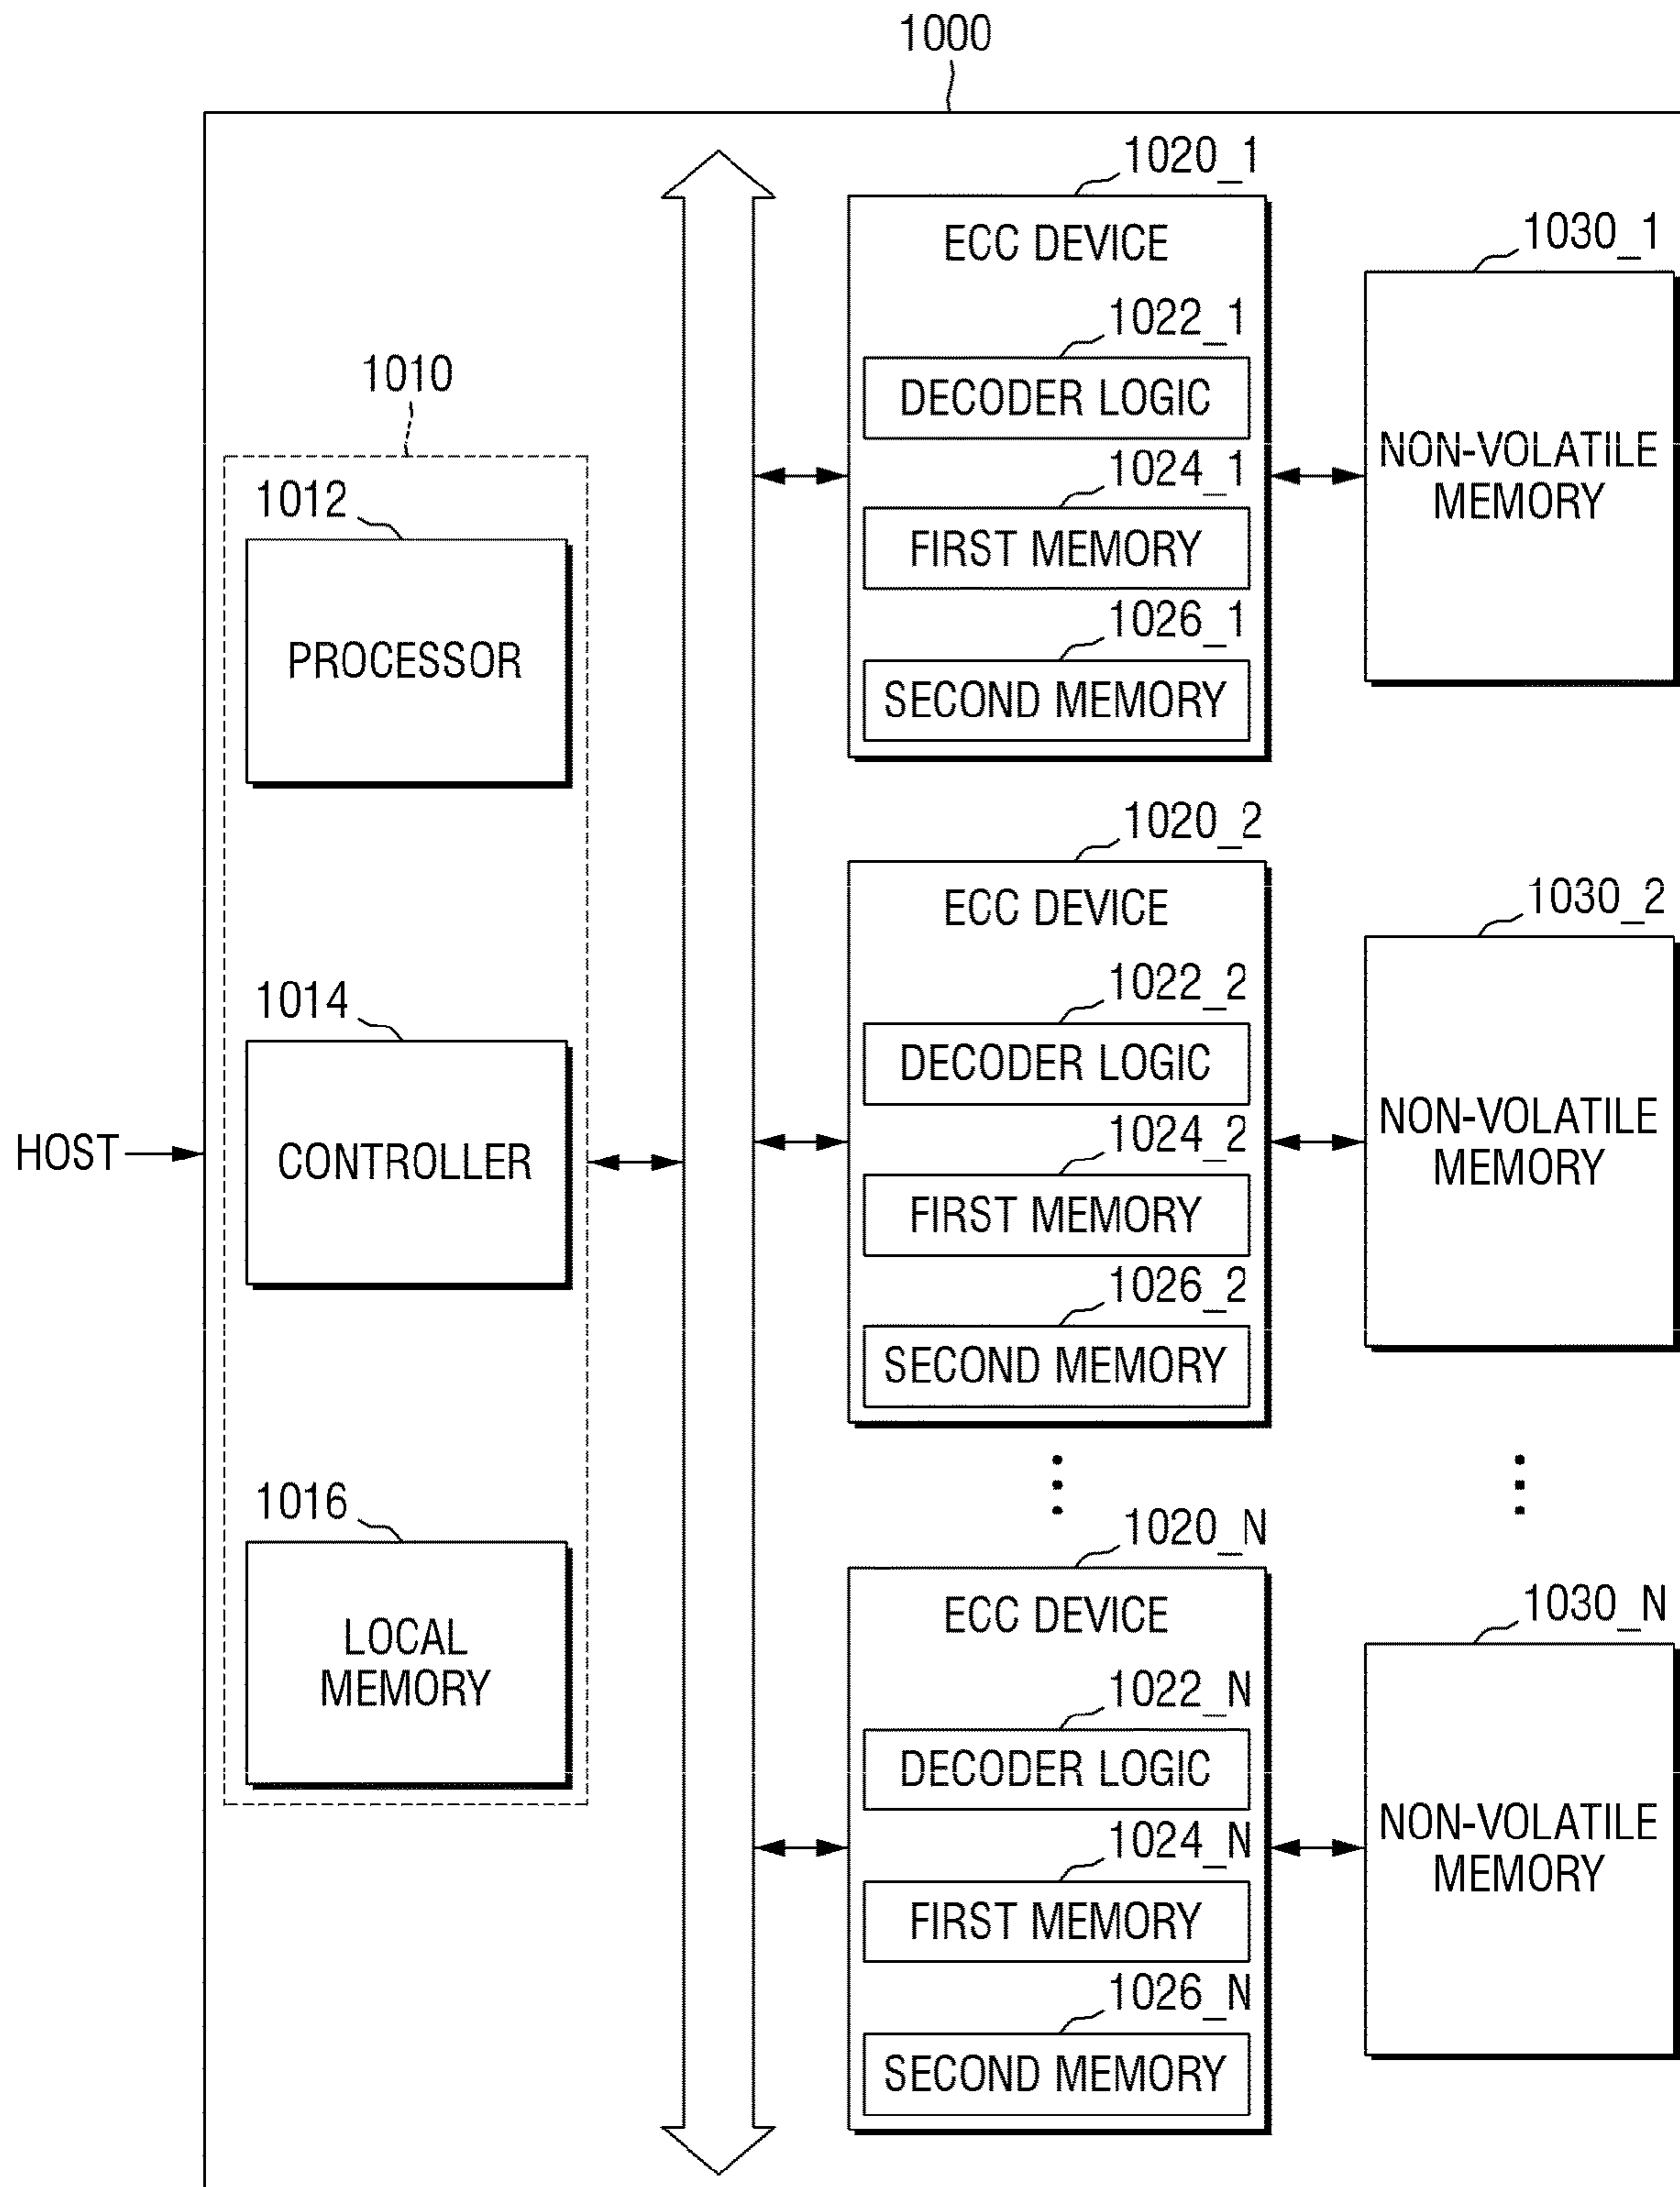 1000
1020_1
ECC DEVICE
1022_1
DECODER LOGIC
1024_1
FIRST MEMORY
1026_1
SECOND MEMORY
1030_1
NON-VOLATILE
MEMORY
1010
1012
PROCESSOR
1014
CONTROLLER
HOST
1016
LOCAL
MEMORY
1020_2
ECC DEVICE
1022_2
DECODER LOGIC
1024_2
FIRST MEMORY
1026_2
SECOND MEMORY
1030_2
NON-VOLATILE
MEMORY
1020_N
ECC DEVICE
1022_N
DECODER LOGIC
1024_N
FIRST MEMORY
1026_N
SECOND MEMORY
1030_N
NON-VOLATILE
MEMORY